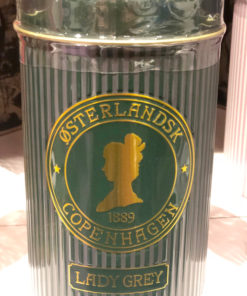 ØSTERLANDSK
1889
COPENHAGEN
LADY GREY